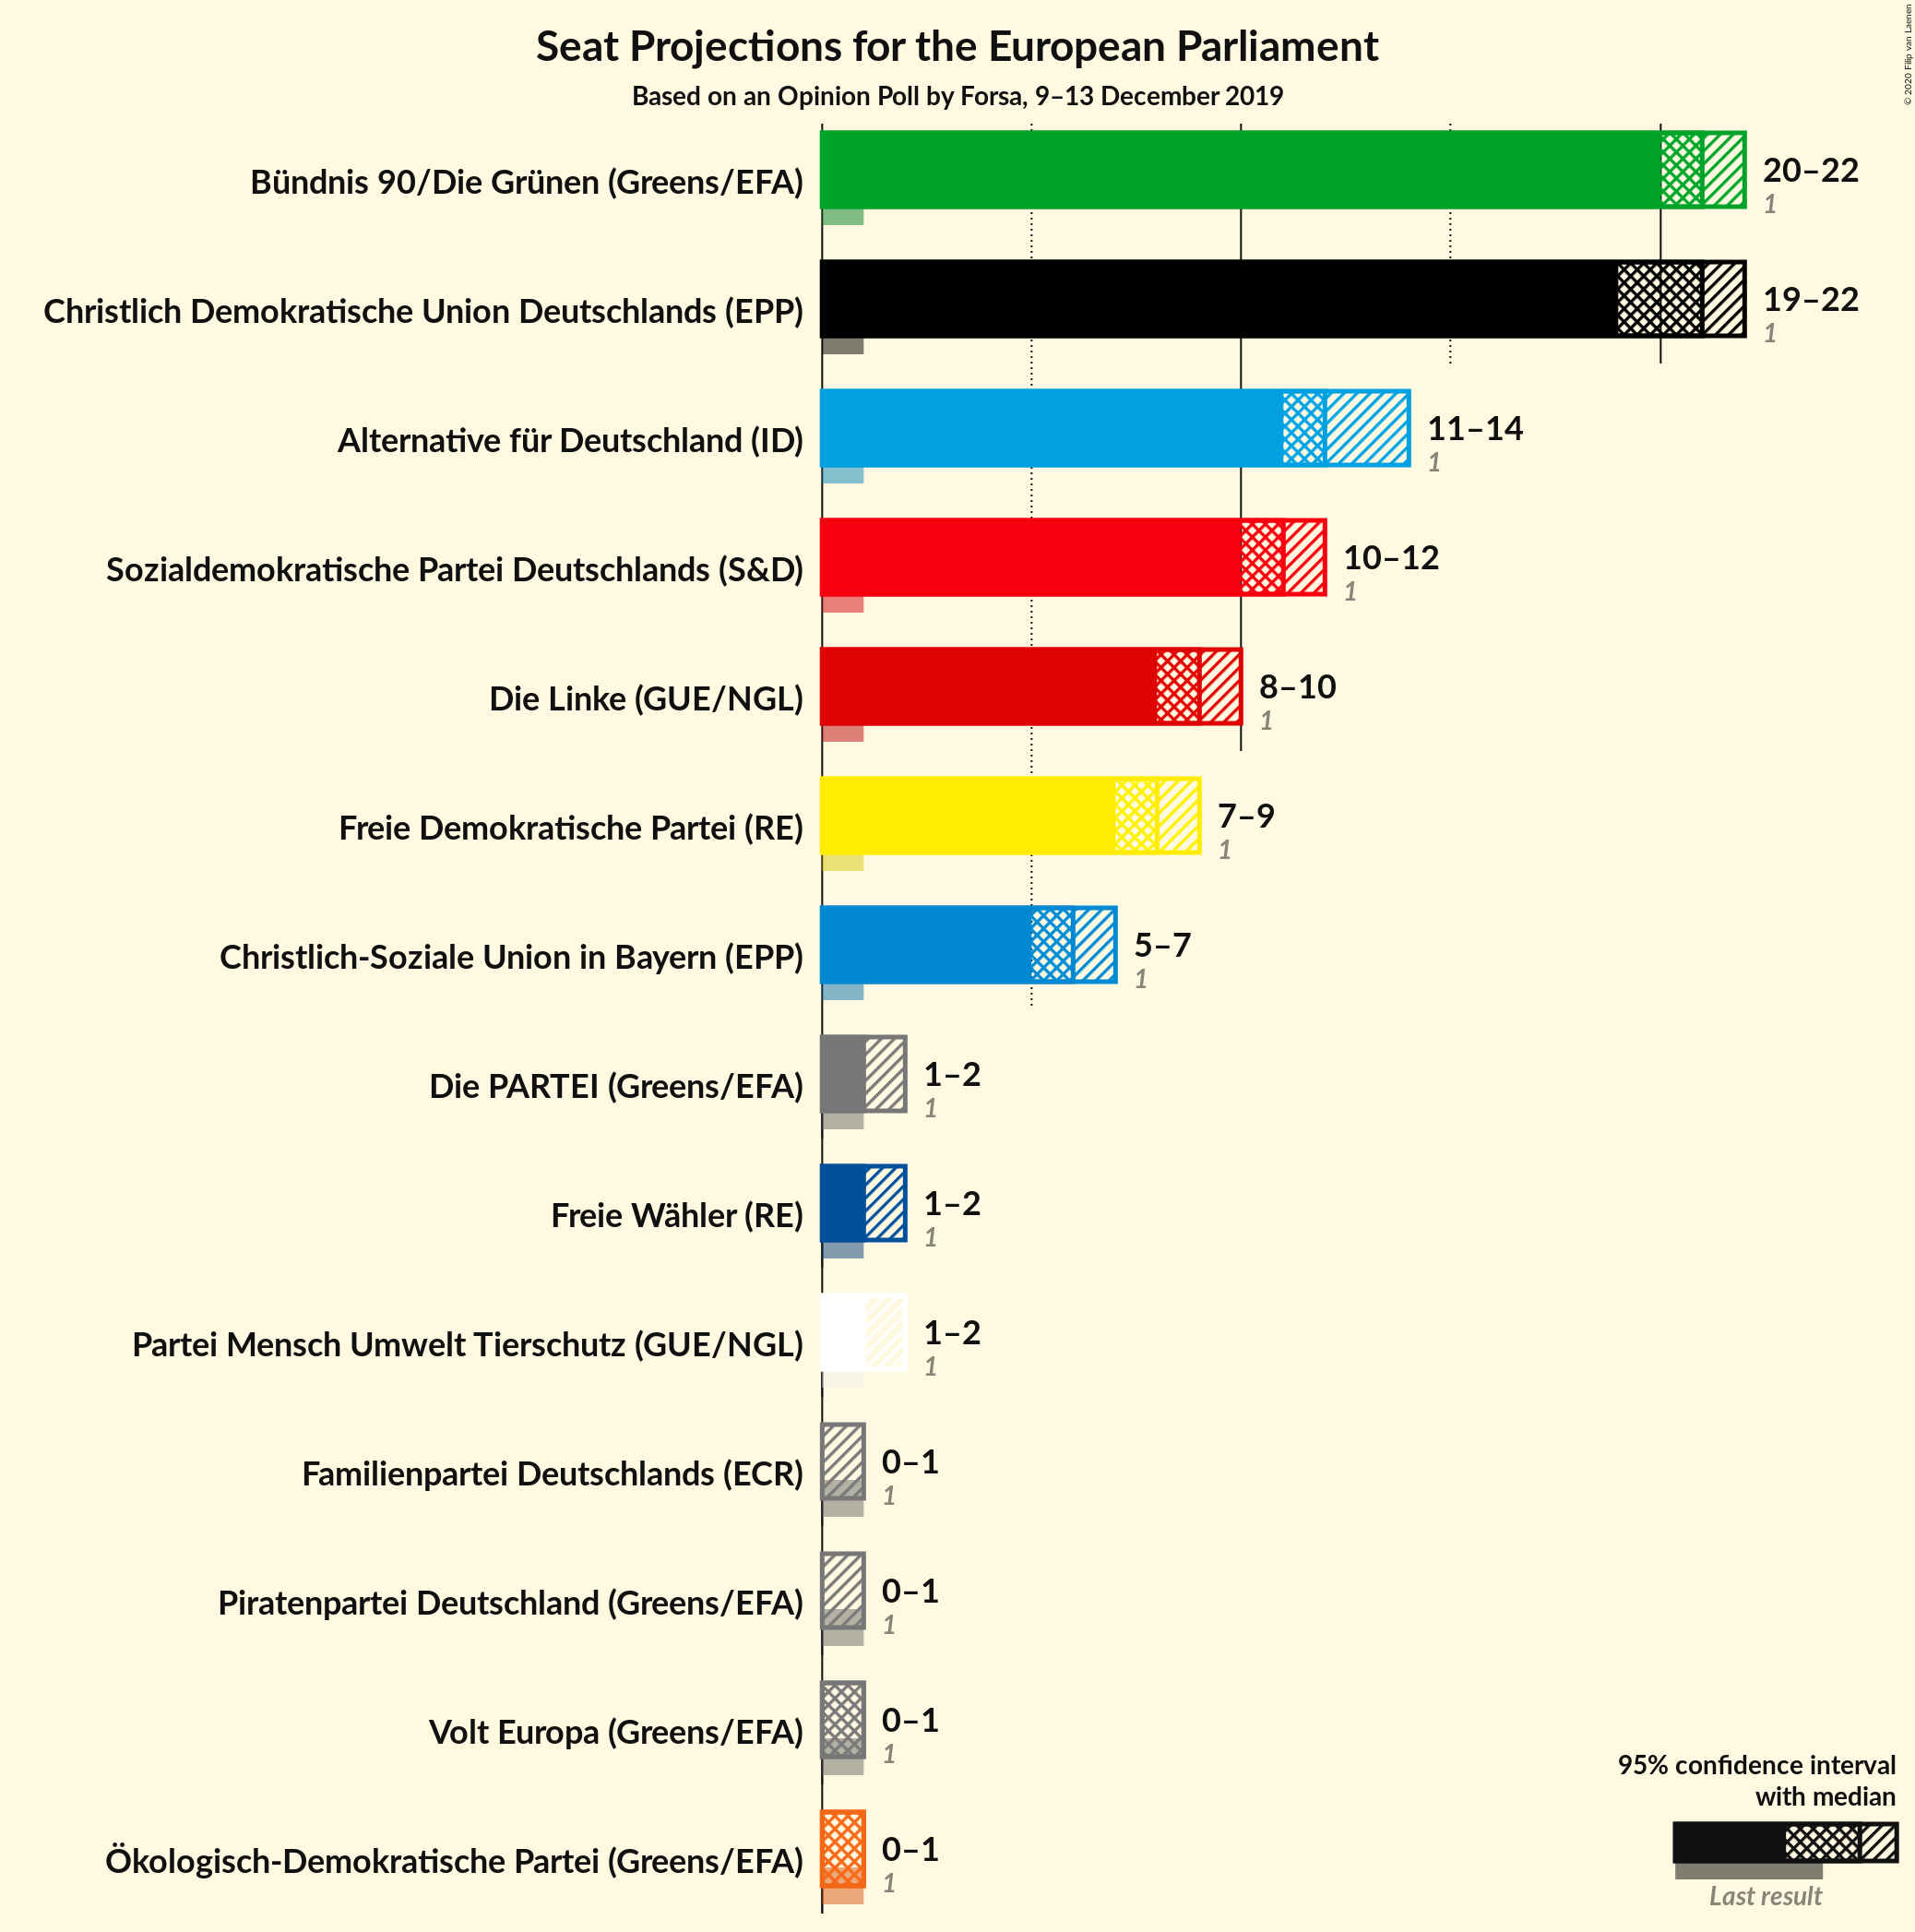 Seat Projections for the European Parliament
Based on an Opinion Poll by Forsa, 9–13 December 2019
© 2020 Filip van Laenen
Bündnis 90/Die Grünen (Greens/EFA)
20–22
1
Christlich Demokratische Union Deutschlands (EPP)
19–22
1
Alternative für Deutschland (ID)
11–14
1
Sozialdemokratische Partei Deutschlands (S&D)
10–12
1
Die Linke (GUE/NGL)
8–10
1
Freie Demokratische Partei (RE)
7–9
1
Christlich-Soziale Union in Bayern (EPP)
5–7
1
Die PARTEI (Greens/EFA)
1–2
1
Freie Wähler (RE)
1–2
1
Partei Mensch Umwelt Tierschutz (GUE/NGL)
1–2
1
Familienpartei Deutschlands (ECR)
0–1
1
Piratenpartei Deutschland (Greens/EFA)
0–1
1
Volt Europa (Greens/EFA)
0–1
1
Ökologisch-Demokratische Partei (Greens/EFA)
0–1
1
95% confidence interval
with median
Last result